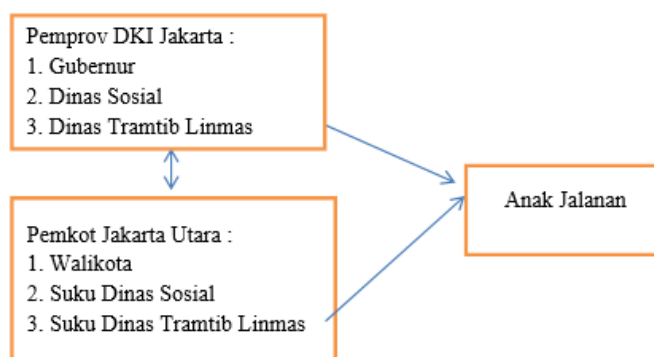 Pemprov DKI Jakarta :
1. Gubernur
2. Dinas Sosial
3. Dinas Tramtib Linmas
Anak Jalanan
Pemkot Jakarta Utara :
1. Walikota
2. Suku Dinas Sosial
3. Suku Dinas Tramtib Linmas